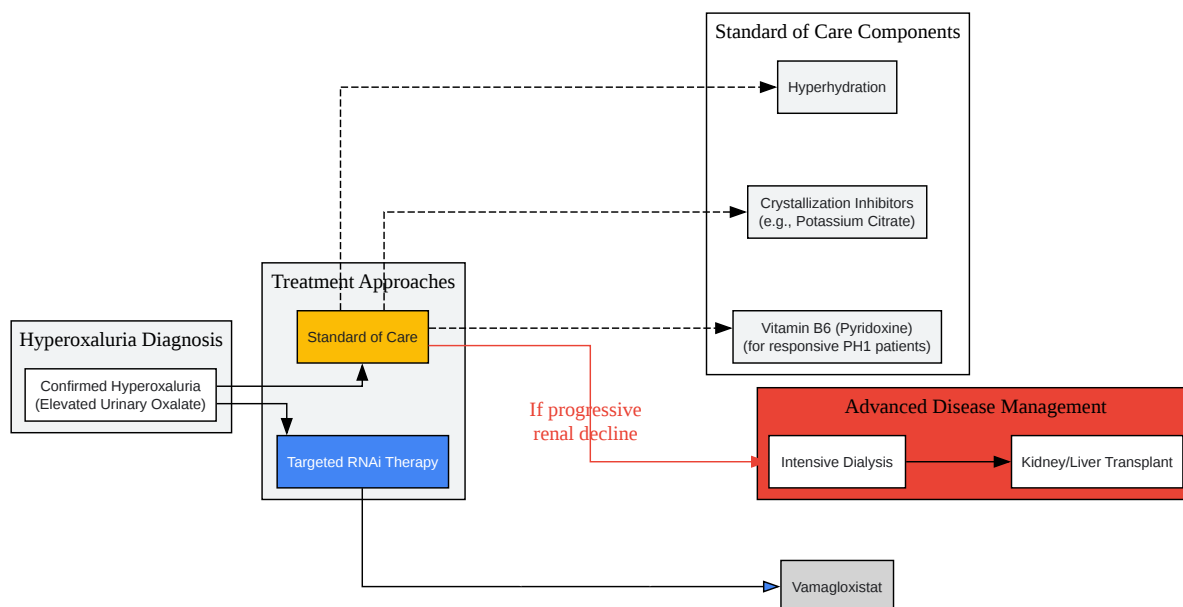 Standard of Care Components
Hyperhydration
Crystallization Inhibitors
(e.g., Potassium Citrate)
Treatment Approaches
Standard of Care
Vitamin B6 (Pyridoxine)
(for responsive PH1 patients)
Hyperoxaluria Diagnosis
Confirmed Hyperoxaluria
(Elevated Urinary Oxalate)
If progressive
renal decline
Advanced Disease Management
Targeted RNAi Therapy
Intensive Dialysis
Kidney/Liver Transplant
Vamagloxistat